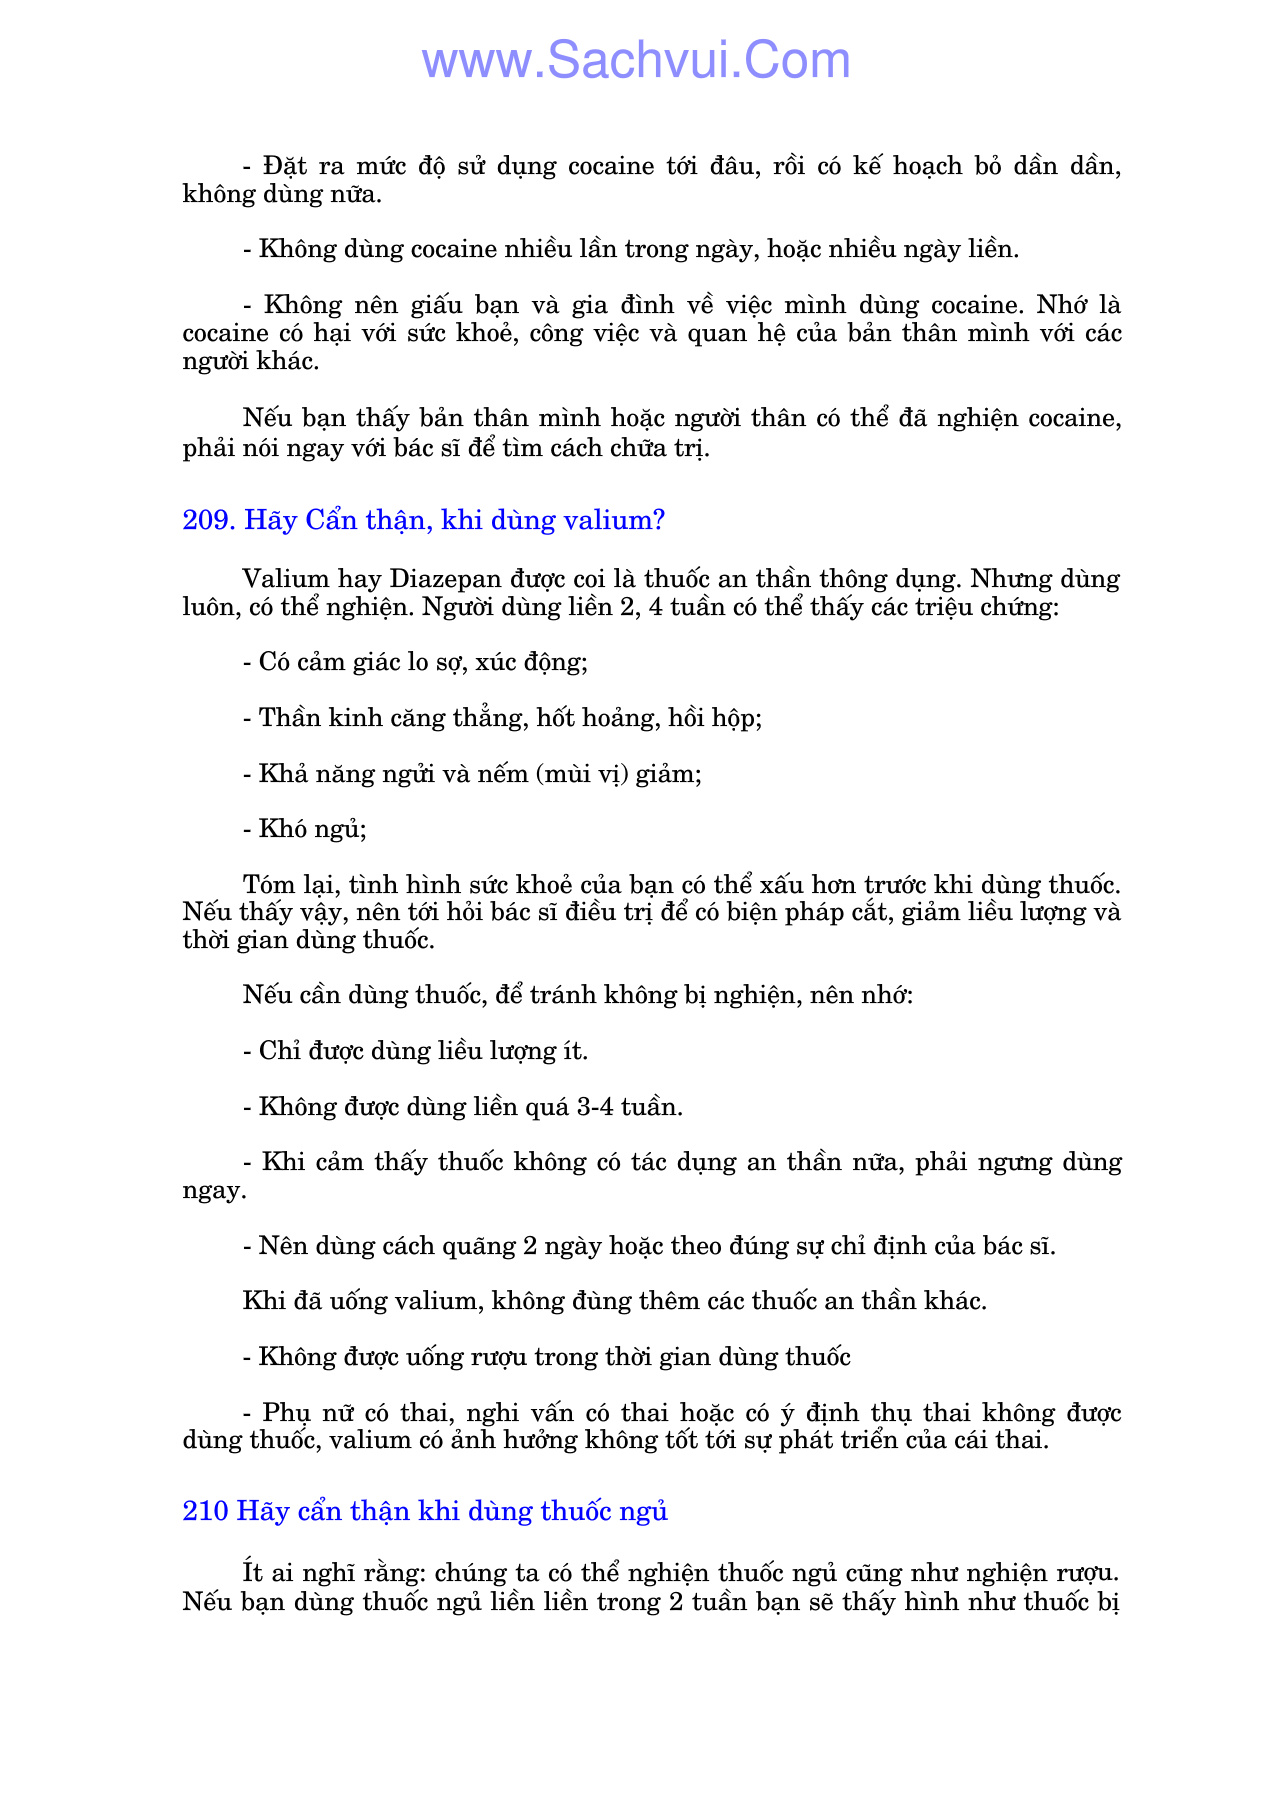 www.Sachvui.Com
- Đặt ra mức độ sử dụng cocaine tới đâu, rồi có kế hoạch bỏ dần dần,
không dùng nữa.
- Không dùng cocaine nhiều lần trong ngày, hoặc nhiều ngày liền.
- Không nên giấu bạn và gia đình về việc mình dùng cocaine. Nhớ là
cocaine có hại với sức khoẻ, công việc và quan hệ của bản thân mình với các
người khác.
Nếu bạn thấy bản thân mình hoặc người thân có thể đã nghiện cocaine,
phải nói ngay với bác sĩ để tìm cách chữa trị.
209. Hãy Cẩn thận, khi dùng valium?
Valium hay Diazepan được coi là thuốc an thần thông dụng. Nhưng dùng
luôn, có thể nghiện. Người dùng liền 2, 4 tuần có thể thấy các triệu chứng:
- Có cảm giác lo sợ, xúc động;
- Thần kinh căng thẳng, hốt hoảng, hồi hộp;
- Khả năng ngửi và nếm (mùi vị) giảm;
- Khó ngủ;
Tóm lại, tình hình sức khoẻ của bạn có thể xấu hơn trước khi dùng thuốc.
Nếu thấy vậy, nên tới hỏi bác sĩ điều trị để có biện pháp cắt, giảm liều lượng và
thời gian dùng thuốc.
Nếu cần dùng thuốc, để tránh không bị nghiện, nên nhớ:
- Chỉ được dùng liều lượng ít.
- Không được dùng liền quá 3-4 tuần.
- Khi cảm thấy thuốc không có tác dụng an thần nữa, phải ngưng dùng
ngay.
- Nên dùng cách quãng 2 ngày hoặc theo đúng sự chỉ định của bác sĩ.
Khi đã uống valium, không đùng thêm các thuốc an thần khác.
- Không được uống rượu trong thời gian dùng thuốc
- Phụ nữ có thai, nghi vấn có thai hoặc có ý định thụ thai không được
dùng thuốc, valium có ảnh hưởng không tốt tới sự phát triển của cái thai.
210 Hãy cẩn thận khi dùng thuốc ngủ
Ít ai nghĩ rằng: chúng ta có thể nghiện thuốc ngủ cũng như nghiện rượu.
Nếu bạn dùng thuốc ngủ liền liền trong 2 tuần bạn sẽ thấy hình như thuốc bị